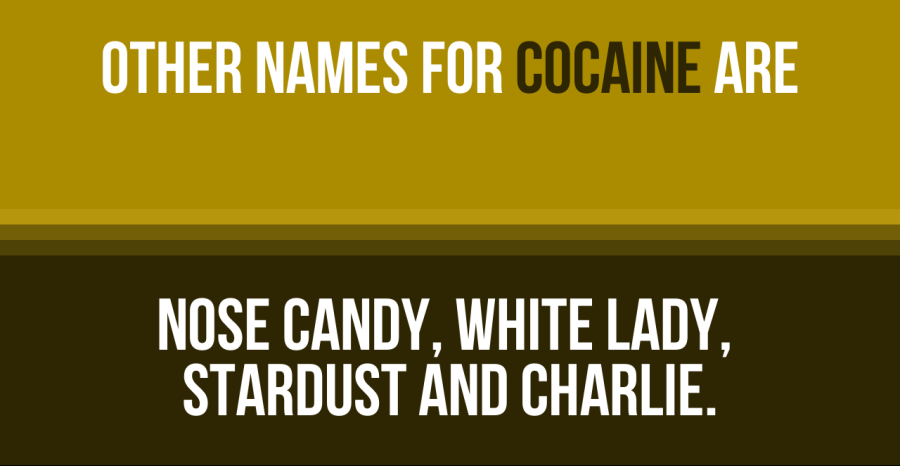 OTHER NAMES FOR COCAINE ARE
NOSE CANDY, WHITE LADY,
STARDUST AND CHARLIE.